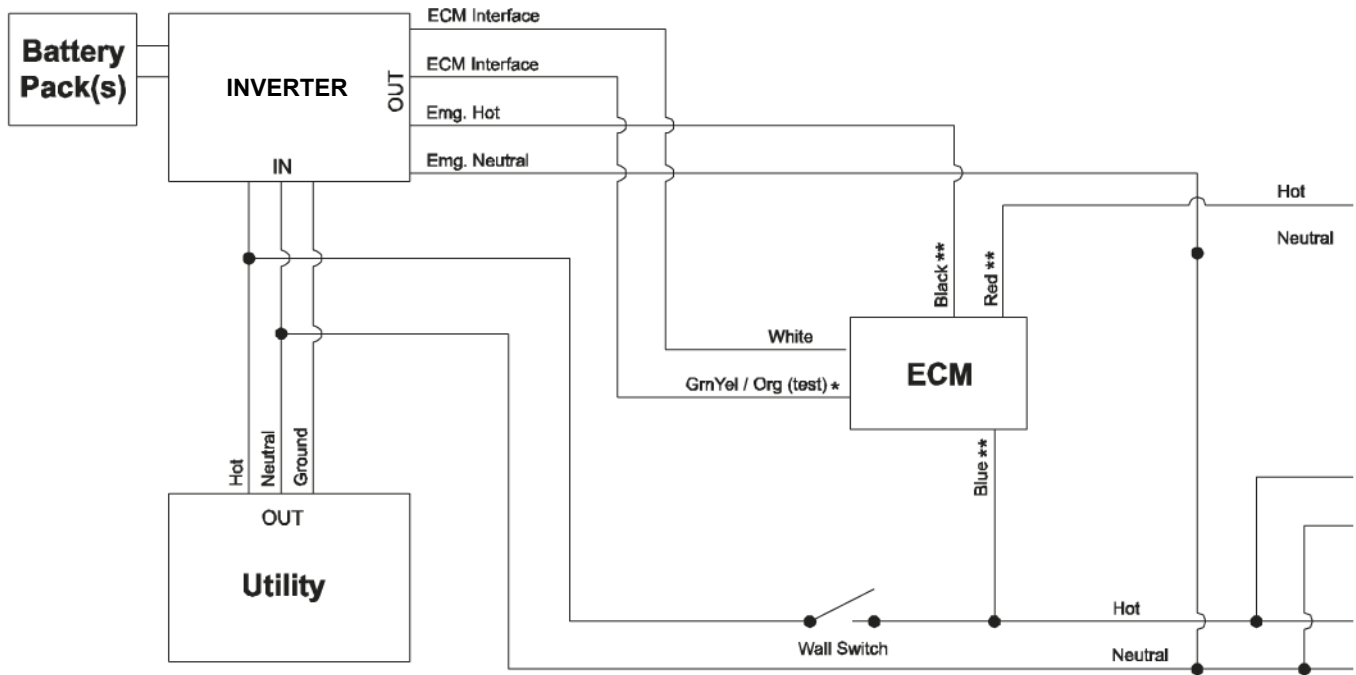 Battery
Pack(s)
INVERTER
OUT
IN
ECM Interface
ECM Interface
Emg. Hot
Emg. Neutral
Hot
Neutral
Black **
Red **
White
GrnYel / Org (test) *
ECM
Blue **
Hot
Neutral
Ground
OUT
Utility
Wall Switch
Hot
Neutral